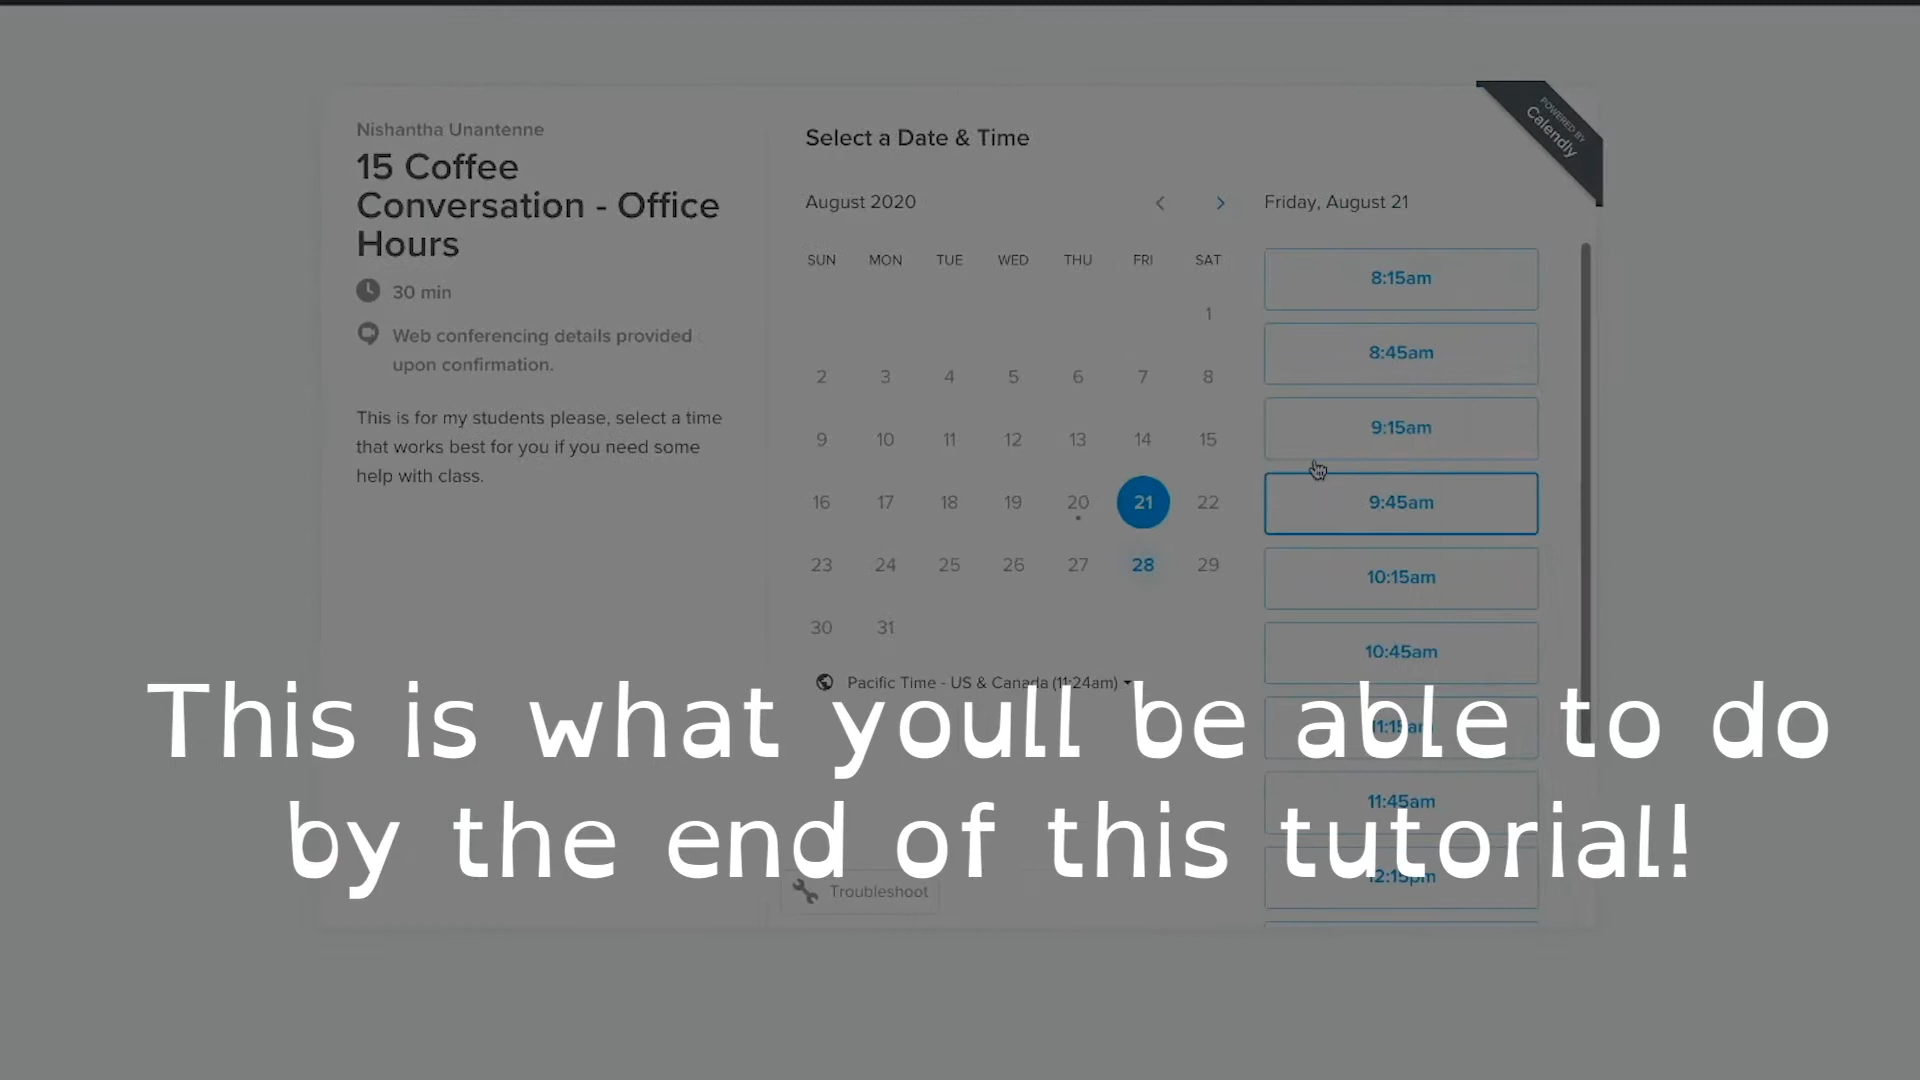 POWERED BY
Calendly
Nishantha Unantenne
15 Coffee
Conversation - Office
Hours
30 min
Web conferencing details provided
upon confirmation.
This is for my students please, select a time
that works best for you if you need some
help with class.
Select a Date & Time
August 2020
SUN MON TUE WED THU FRI SAT
1
2 3 4 5 6 7 8
9 10 11 12 13 14 15
16 17 18 19 20 21 22
23 24 25 26 27 28 29
30 31
Pacific Time - US & Canada (11:24am)
Troubleshoot
Friday, August 21
8:15am
8:45am
9:15am
9:45am
10:15am
10:45am
11:15am
11:45am
12:15pm
This is what youll be able to do
by the end of this tutorial!